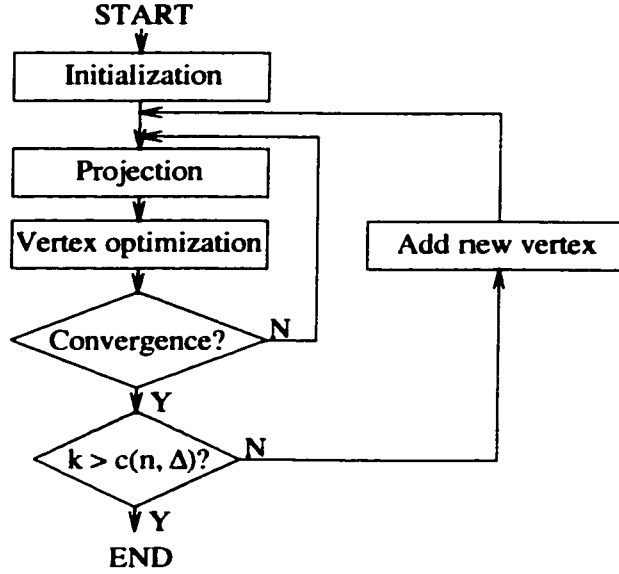 START
Initialization
Projection
Vertex optimization
Add new vertex
Convergence?
N
Y
k > c(n, Δ)?
N
Y
END